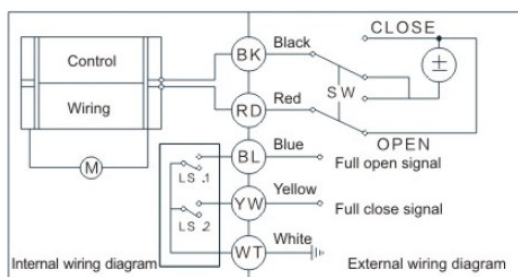 CLOSE
Control
BK
Black
±
SW
Wiring
RD
Red
OPEN
M
BL
Blue
Full open signal
LS .1
YW
Yellow
Full close signal
LS .2
WT
White
Internal wiring diagram
External wiring diagram